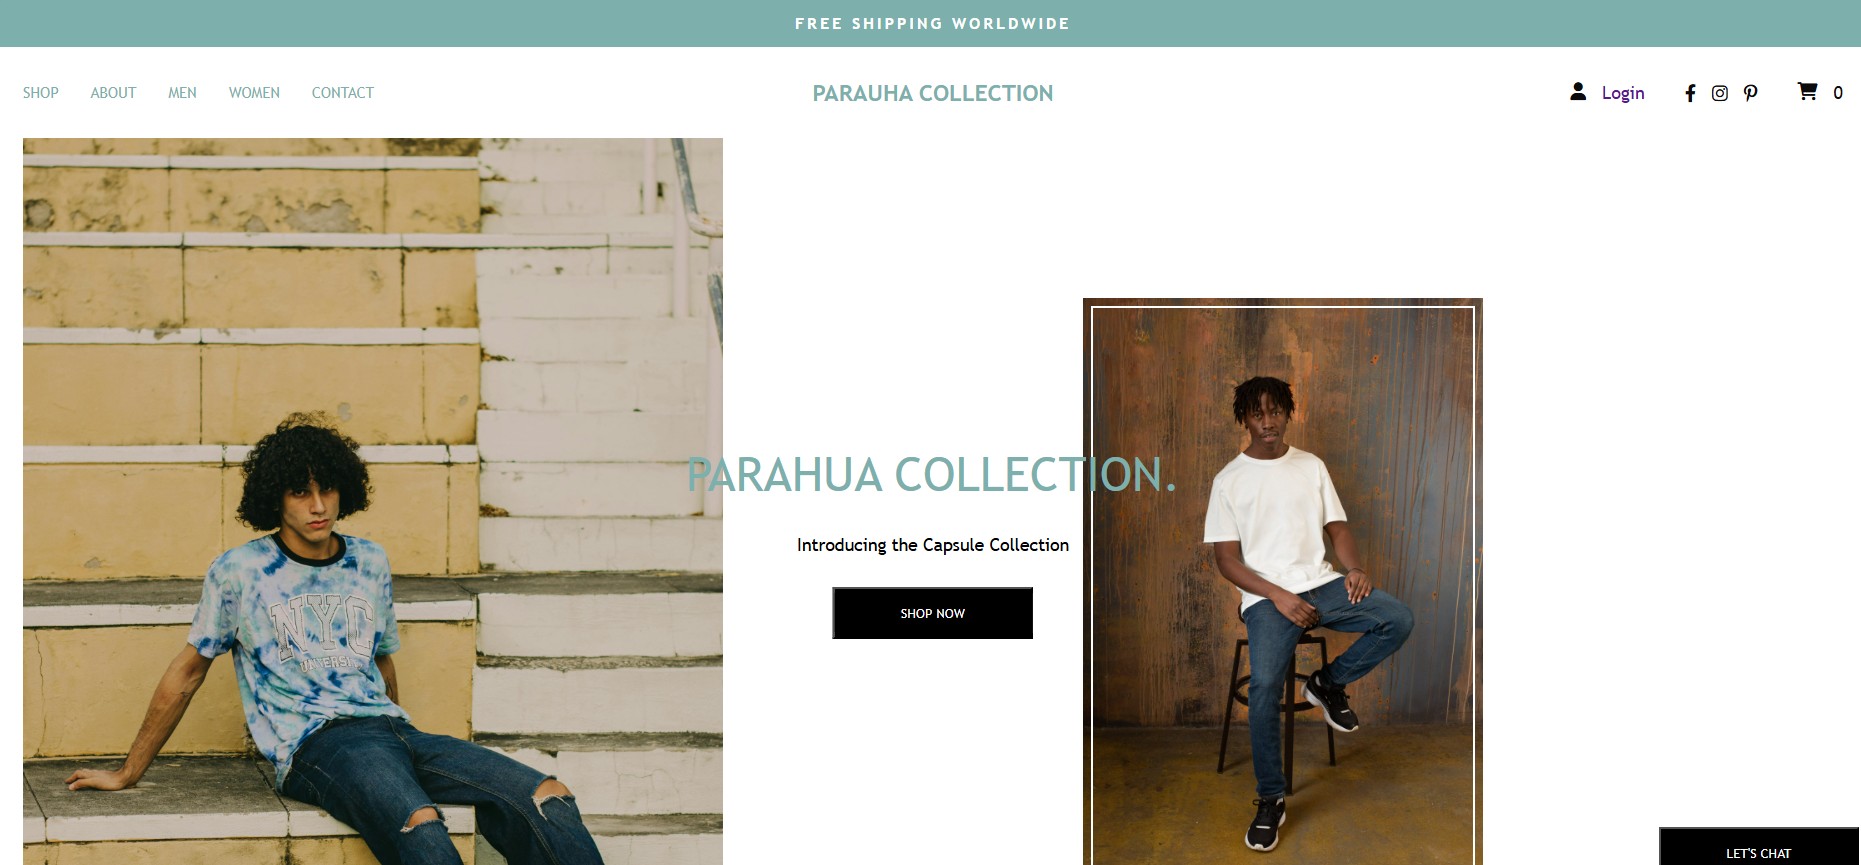 FREE SHIPPING WORLDWIDE
SHOP ABOUT MEN WOMEN CONTACT
PARAUHA COLLECTION
Login
0
PARAHUA COLLECTION.
Introducing the Capsule Collection
SHOP NOW
NYC
UNIVERSITY
LET'S CHAT